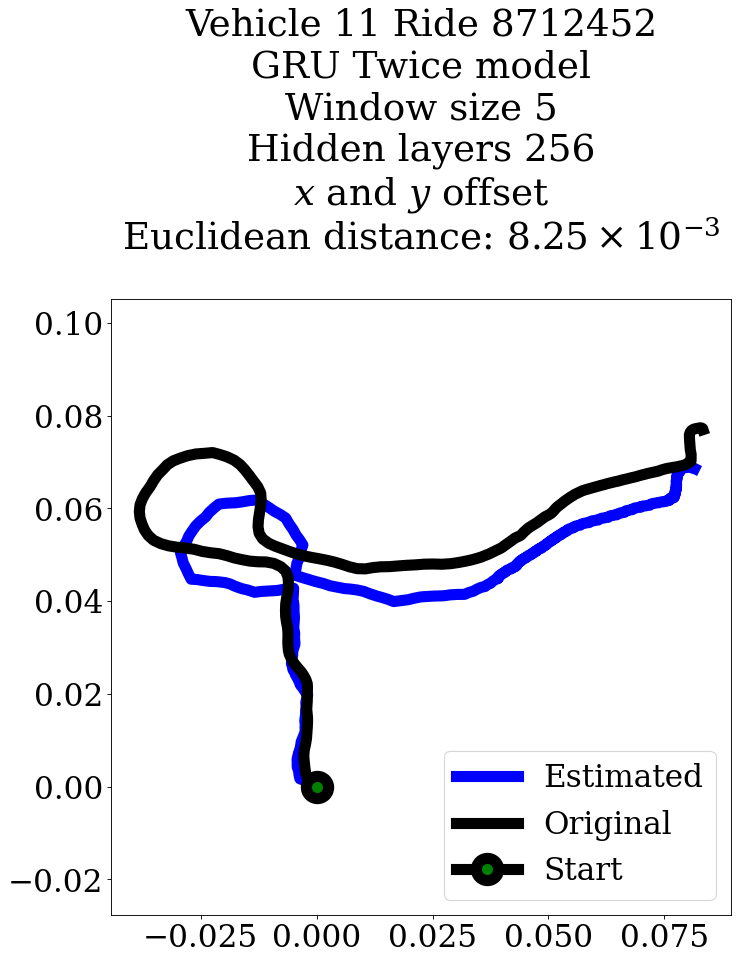 Vehicle 11 Ride 8712452
GRU Twice model
Window size 5
Hidden layers 256
x and y offset
Euclidean distance: 8.25 × 10⁻³
0.10
0.08
0.06
0.04
0.02
0.00
−0.02
Estimated
Original
Start
−0.025 0.000 0.025 0.050 0.075